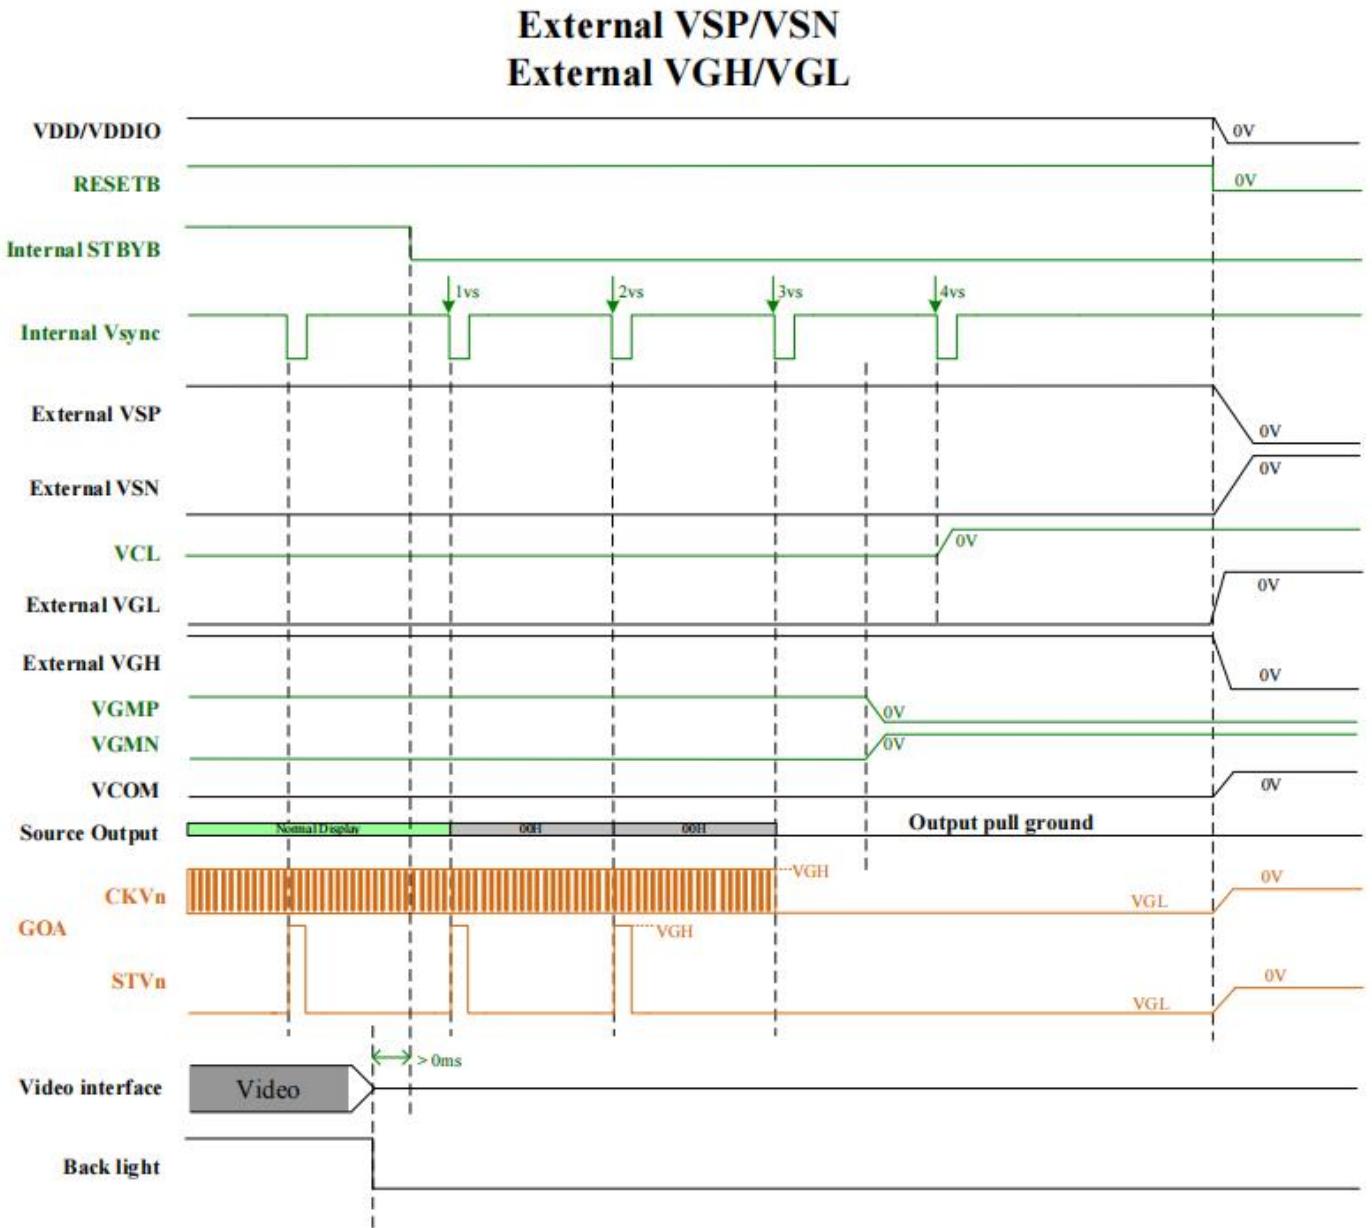 External VSP/VSN
External VGH/VGL
VDD/VDDIO
0V
RESETB
0V
Internal STBYB
1vs
2vs
3vs
4vs
Internal Vsync
External VSP
0V
External VSN
0V
VCL
0V
External VGL
0V
External VGH
0V
VGMP
0V
VGMN
0V
VCOM
0V
Source Output
Normal Display
00H
00H
Output pull ground
CKVn
VGH
VGL
0V
GOA
VGH
STVn
VGL
0V
> 0ms
Video interface
Video
Back light